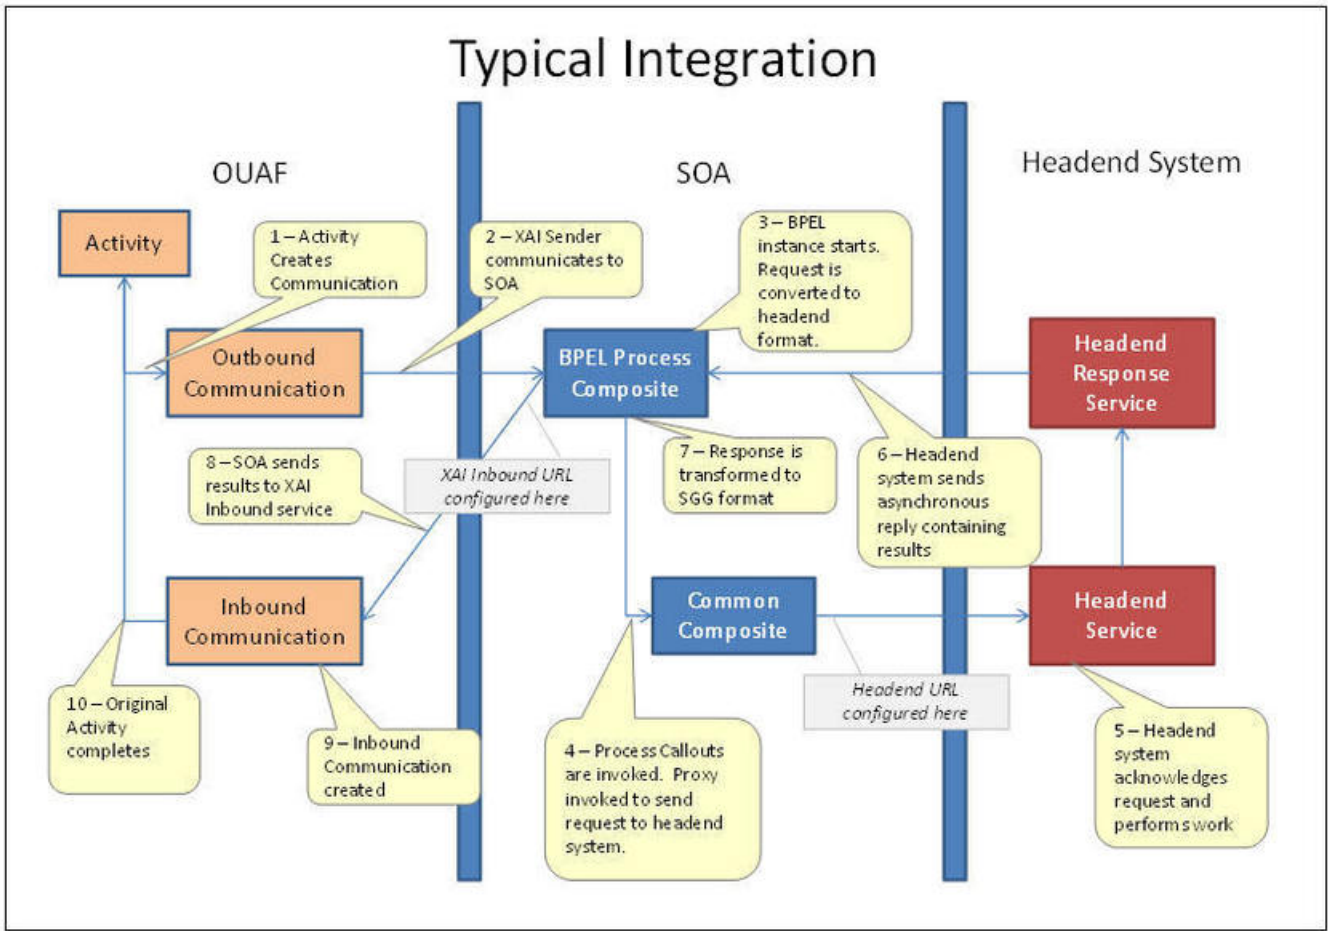 Typical Integration
OUAF
SOA
Headend System
Activity
1 – Activity
Creates
Communication
2 – XAI Sender
communicates to
SOA
3 – BPEL
instance starts.
Request is
converted to
headend
format.
Outbound
Communication
BPEL Process
Composite
Headend
Response
Service
8 – SOA sends
results to XAI
Inbound service
XAI Inbound URL
configured here
7 – Response is
transformed to
SGG format
6 – Headend
system sends
asynchronous
reply containing
results
Inbound
Communication
Common
Composite
Headend
Service
Headend URL
configured here
10 – Original
Activity
completes
9 – Inbound
Communication
created
4 – Process Callouts
are invoked. Proxy
invoked to send
request to headend
system.
5 – Headend
system
acknowledges
request and
performs work